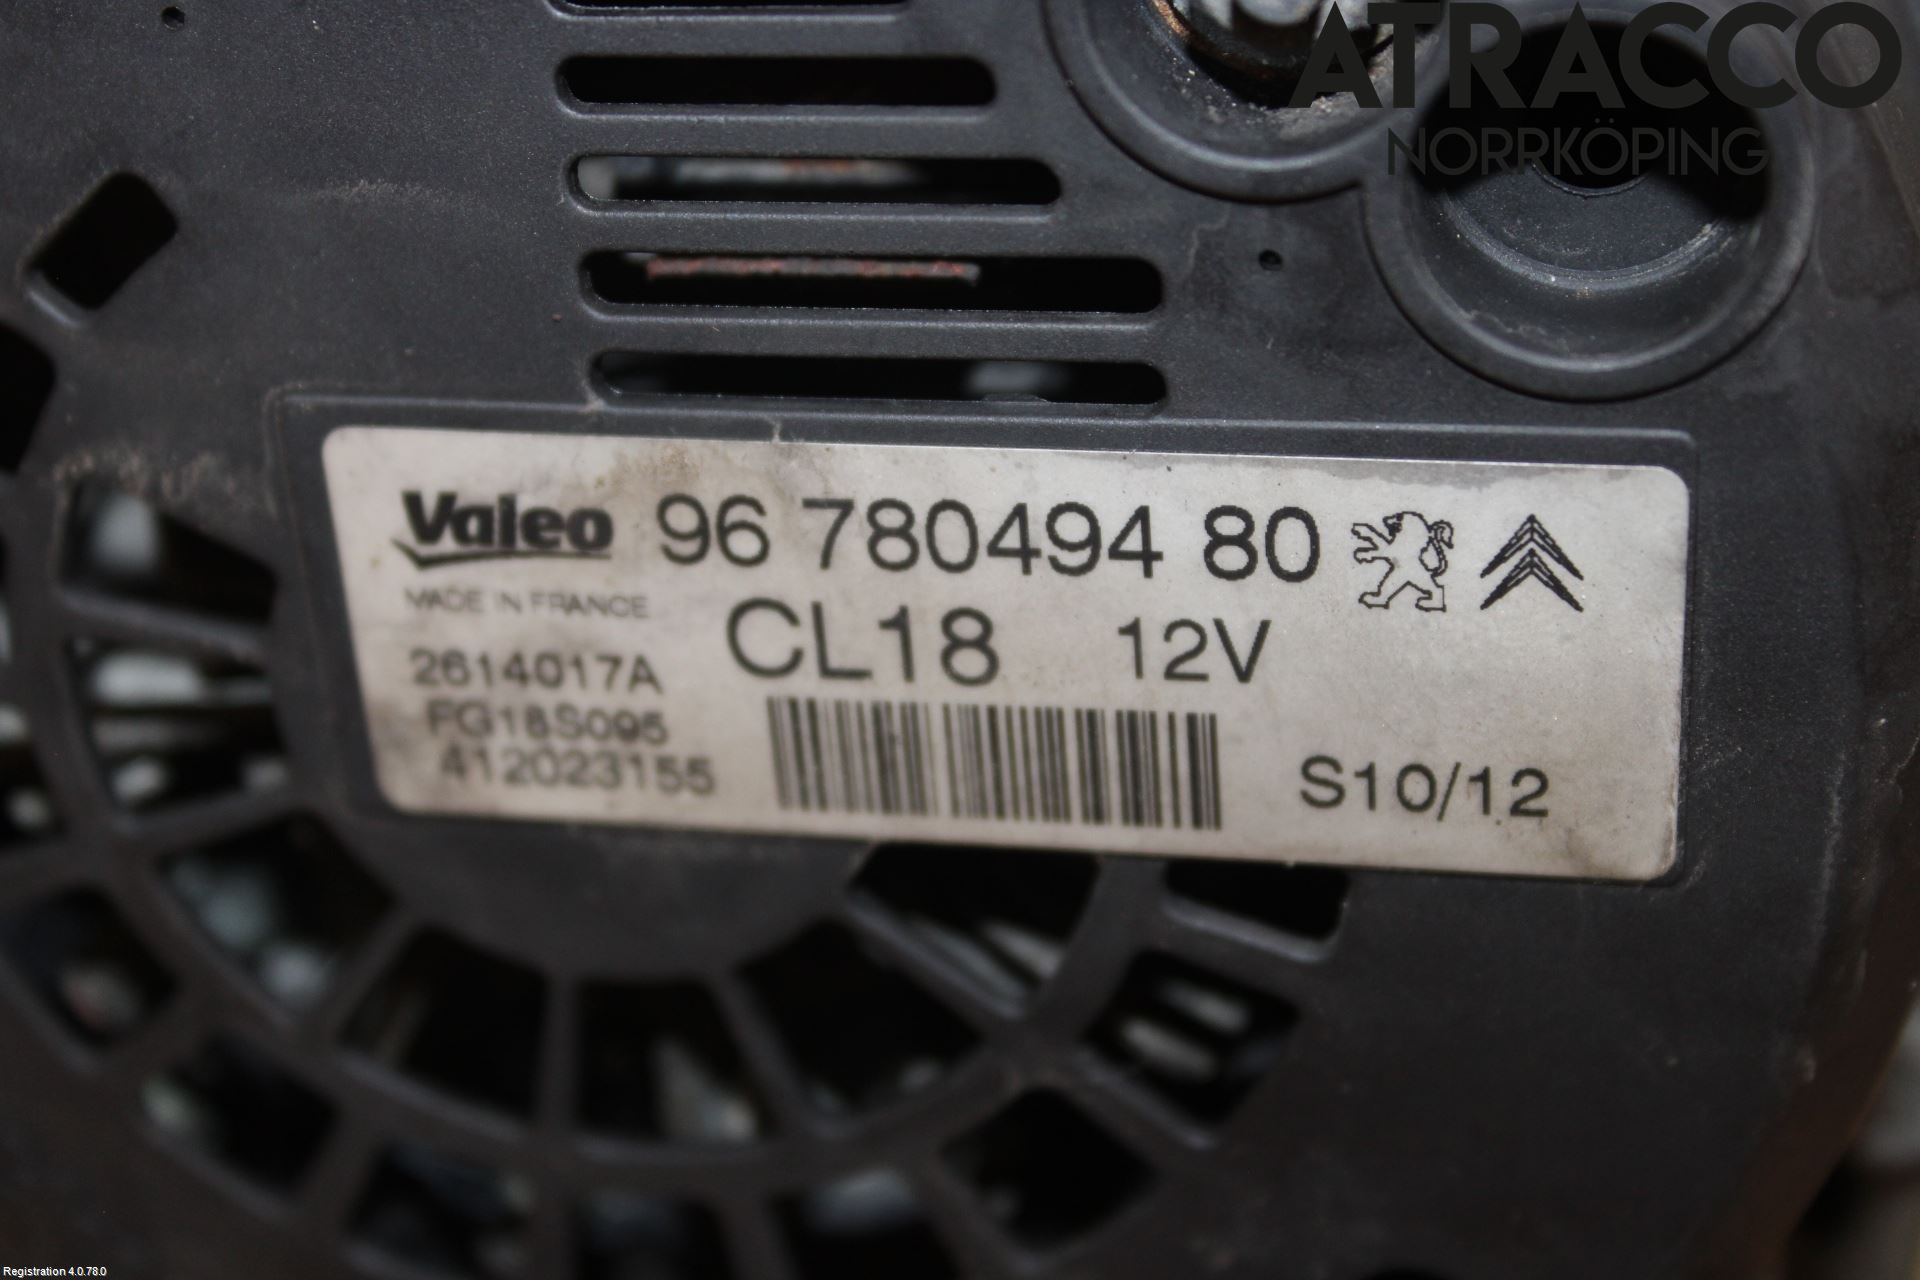 ATRACCO
NORRKÖPING
Valeo 96 780494 80
MADE IN FRANCE
CL18 12V
2614017A
FG18S095
412023155
S10/12
Registration 4.0.78.0